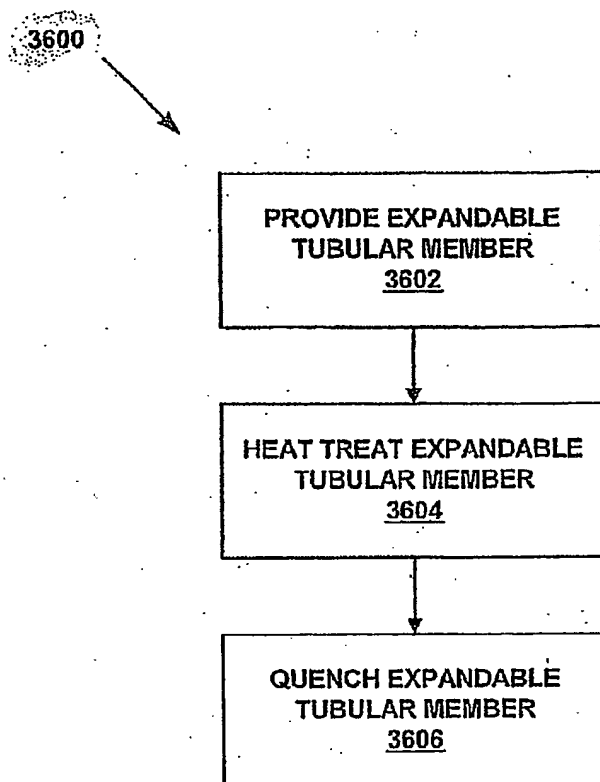 3600
PROVIDE EXPANDABLE
TUBULAR MEMBER
3602
HEAT TREAT EXPANDABLE
TUBULAR MEMBER
3604
QUENCH EXPANDABLE
TUBULAR MEMBER
3606